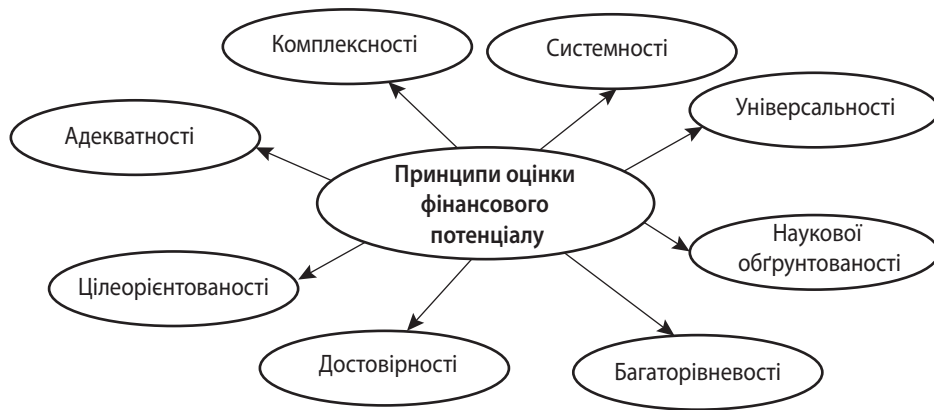 Комплексності
Системності
Універсальності
Адекватності
Принципи оцінки
фінансового
потенціалу
Наукової
обґрунтованості
Цілеорієнтованості
Достовірності
Багаторівневості